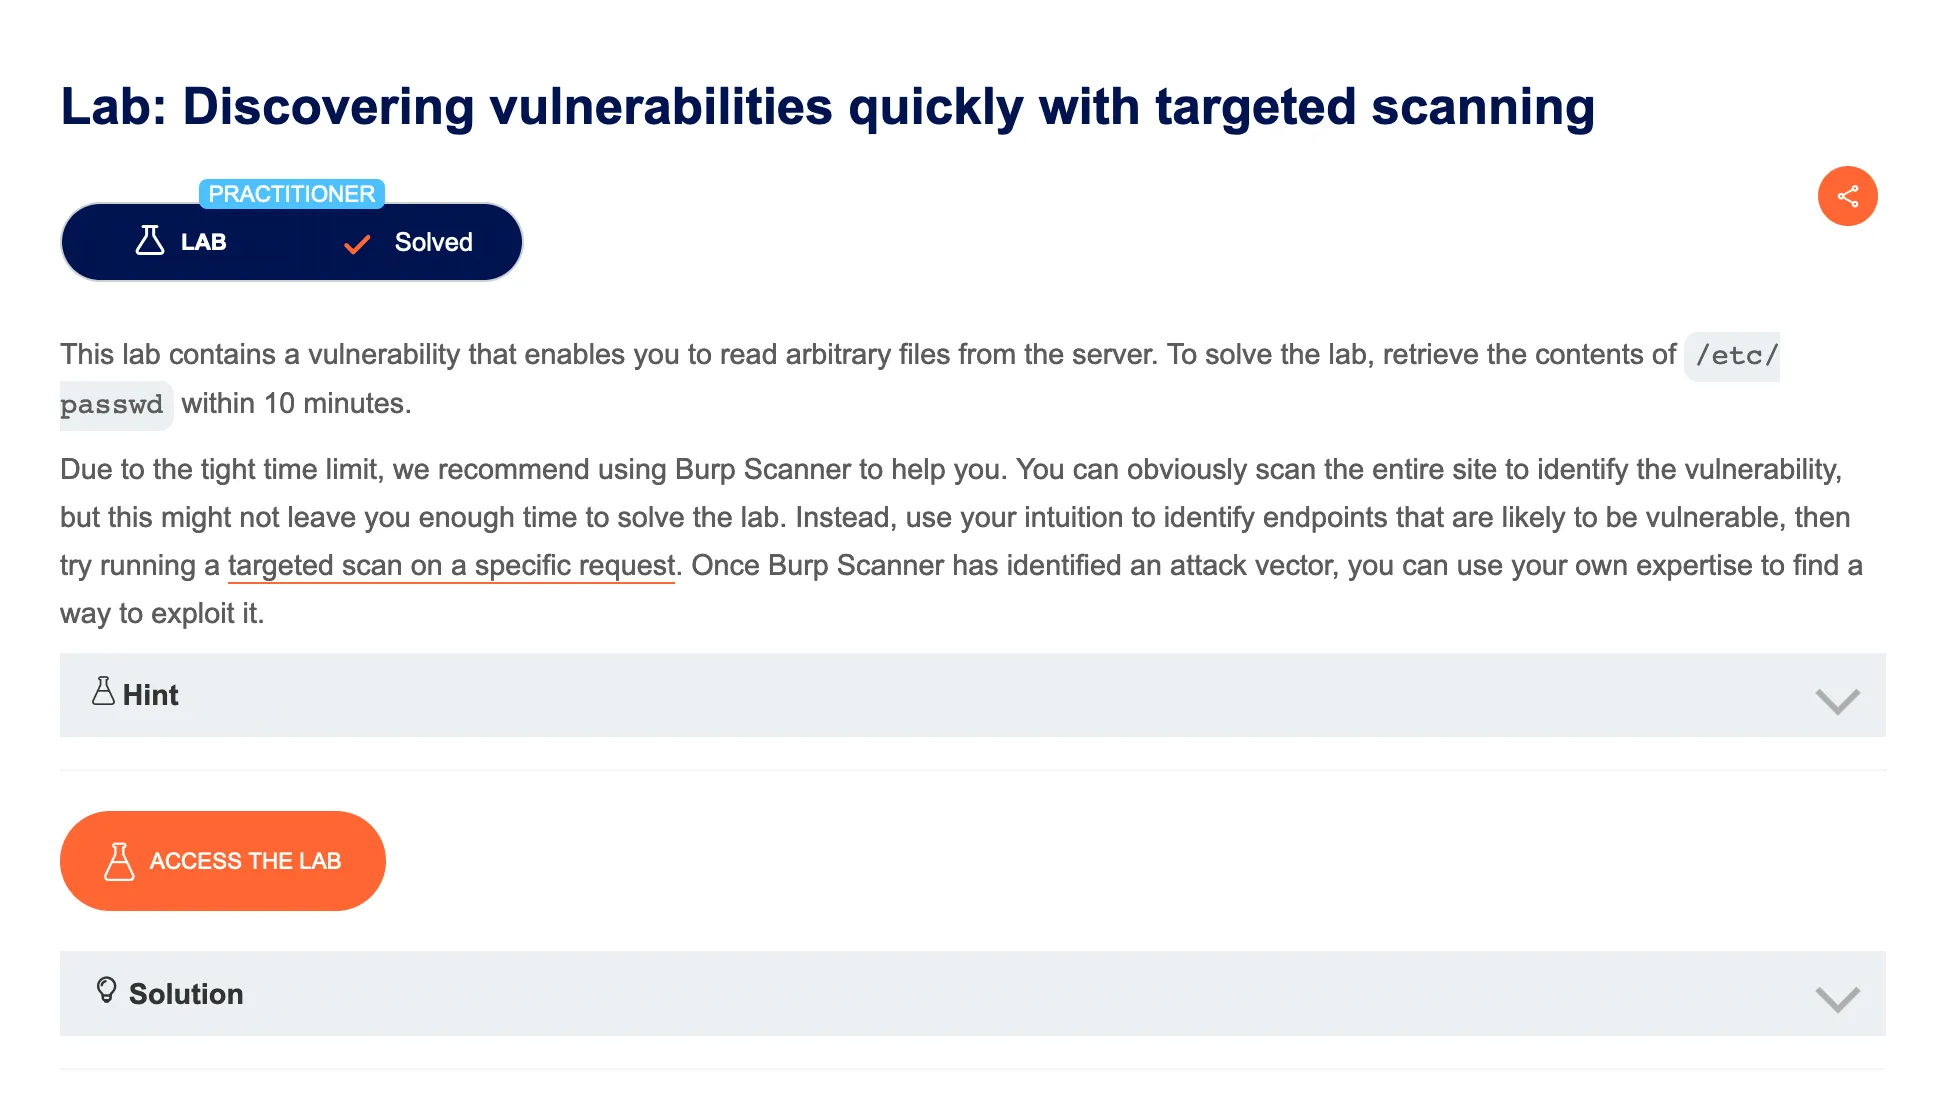 Lab: Discovering vulnerabilities quickly with targeted scanning
PRACTITIONER
LAB Solved
This lab contains a vulnerability that enables you to read arbitrary files from the server. To solve the lab, retrieve the contents of /etc/
passwd within 10 minutes.
Due to the tight time limit, we recommend using Burp Scanner to help you. You can obviously scan the entire site to identify the vulnerability,
but this might not leave you enough time to solve the lab. Instead, use your intuition to identify endpoints that are likely to be vulnerable, then
try running a targeted scan on a specific request. Once Burp Scanner has identified an attack vector, you can use your own expertise to find a
way to exploit it.
Hint
ACCESS THE LAB
Solution